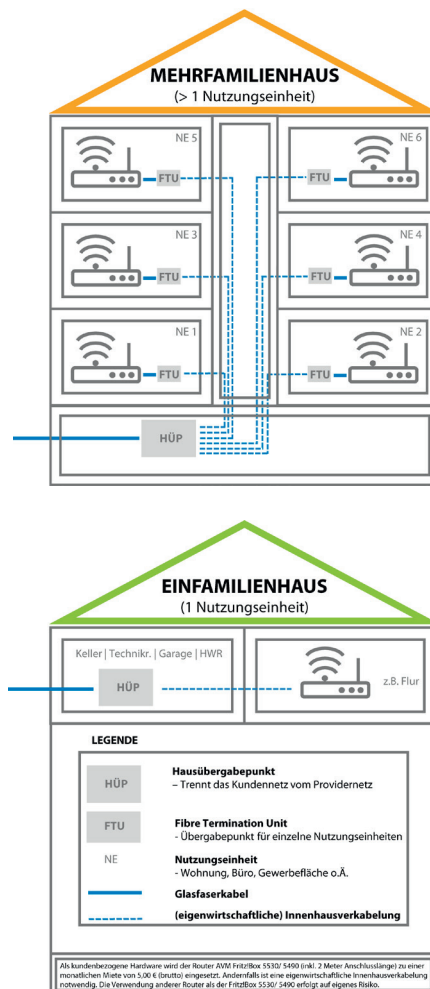 MEHRFAMILIENHAUS
(> 1 Nutzungseinheit)
NE 5
FTU
NE 6
FTU
NE 3
FTU
NE 4
FTU
NE 1
FTU
NE 2
FTU
HÜP
EINFAMILIENHAUS
(1 Nutzungseinheit)
Keller | Technikr. | Garage | HWR
HÜP
z.B. Flur
LEGENDE
HÜP
Hausübergabepunkt
– Trennt das Kundennetz vom Providernetz
FTU
Fibre Termination Unit
- Übergabepunkt für einzelne Nutzungseinheiten
NE
Nutzungseinheit
- Wohnung, Büro, Gewerbefläche o.Ä.
Glasfaserkabel
(eigenwirtschaftliche) Innenhausverkabelung
Als kundenbezogene Hardware wird der Router AVM Fritz!Box 5530/ 5490 (inkl. 2 Meter Anschlusslänge) zu einer
monatlichen Miete von 5,00 € (brutto) eingesetzt. Andernfalls ist eine eigenwirtschaftliche Innenhausverkabelung
notwendig. Die Verwendung anderer Router als der Fritz!Box 5530/ 5490 erfolgt auf eigenes Risiko.